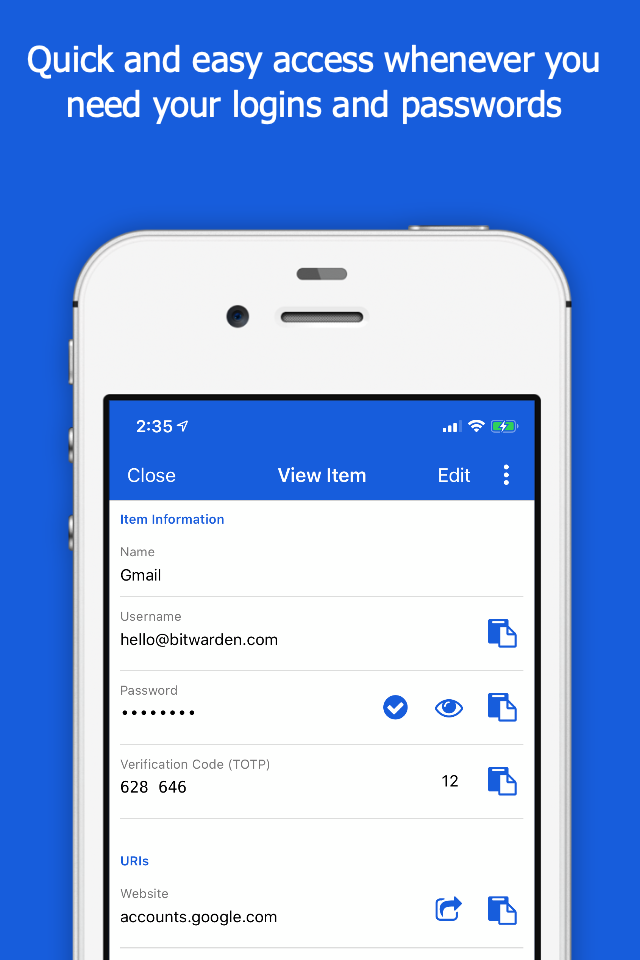 Quick and easy access whenever you
need your logins and passwords
2:35
Close View Item Edit
Item Information
Name
Gmail
Username
hello@bitwarden.com
Password
••••••••
Verification Code (TOTP)
628 646 12
URIs
Website
accounts.google.com